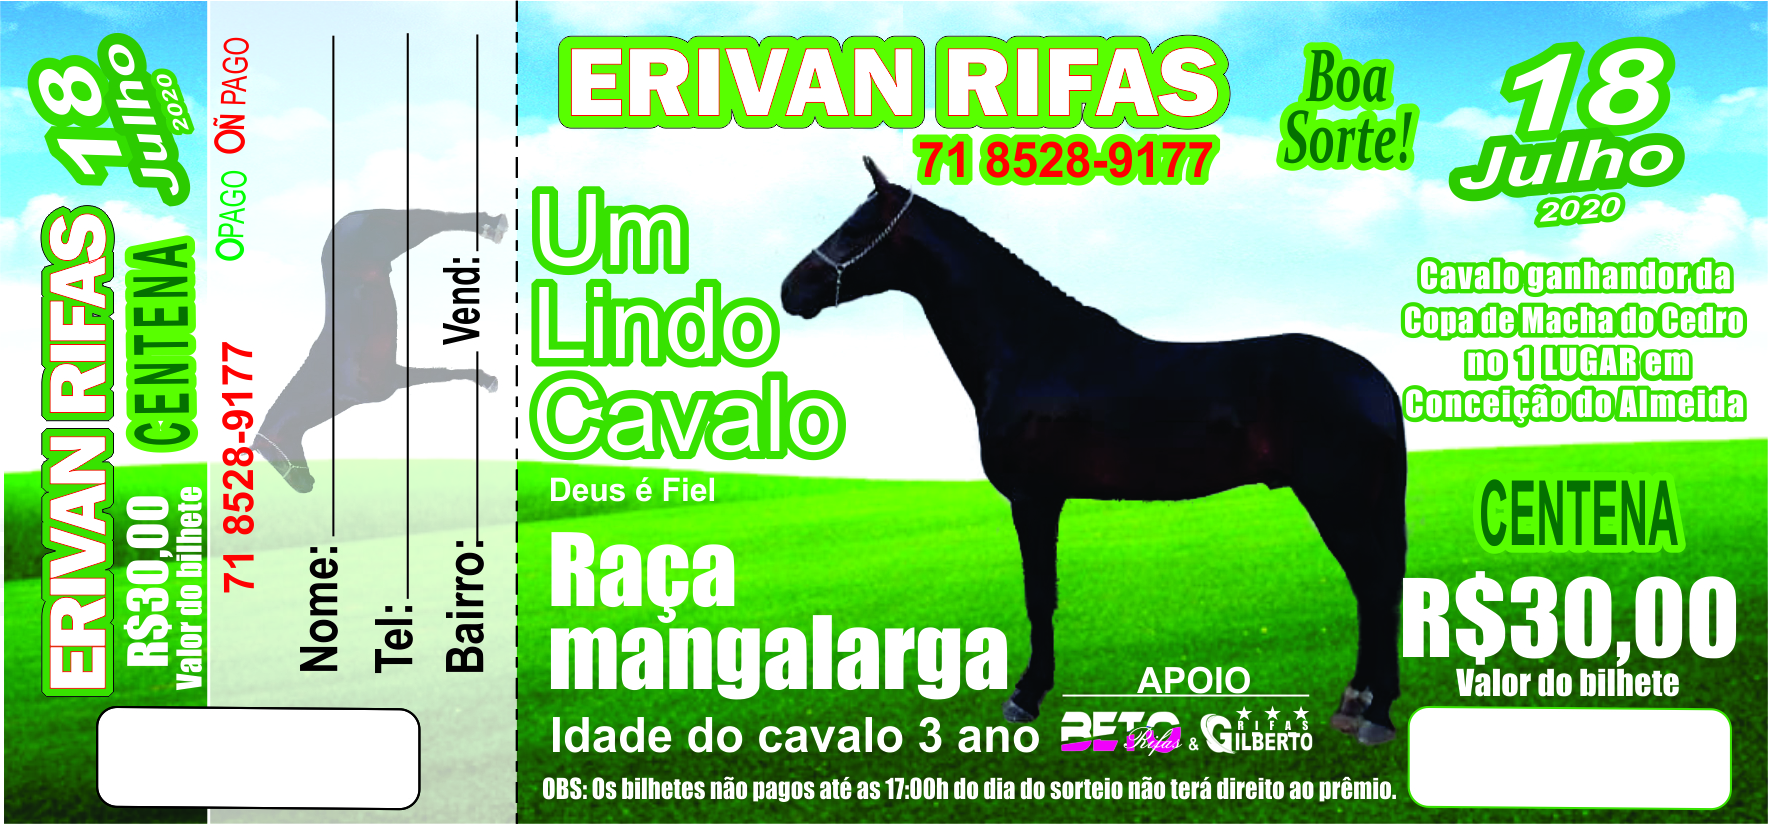 ERIVAN RIFAS
18
Julho
2020
CENTENA
R$30,00
Valor do bilhete
71 8528-9177
OPAGO OÑ PAGO
Nome:
Tel:
Bairro: Vend:
ERIVAN RIFAS
71 8528-9177
Boa
Sorte!
18
Julho
2020
Um
Lindo
Cavalo
Deus é Fiel
Raça
mangalarga
Idade do cavalo 3 ano
Cavalo ganhandor da
Copa de Macha do Cedro
no 1 LUGAR em
Conceição do Almeida
CENTENA
R$30,00
Valor do bilhete
APOIO
BETO Rifas & RIFAS GILBERTO
OBS: Os bilhetes não pagos até as 17:00h do dia do sorteio não terá direito ao prêmio.